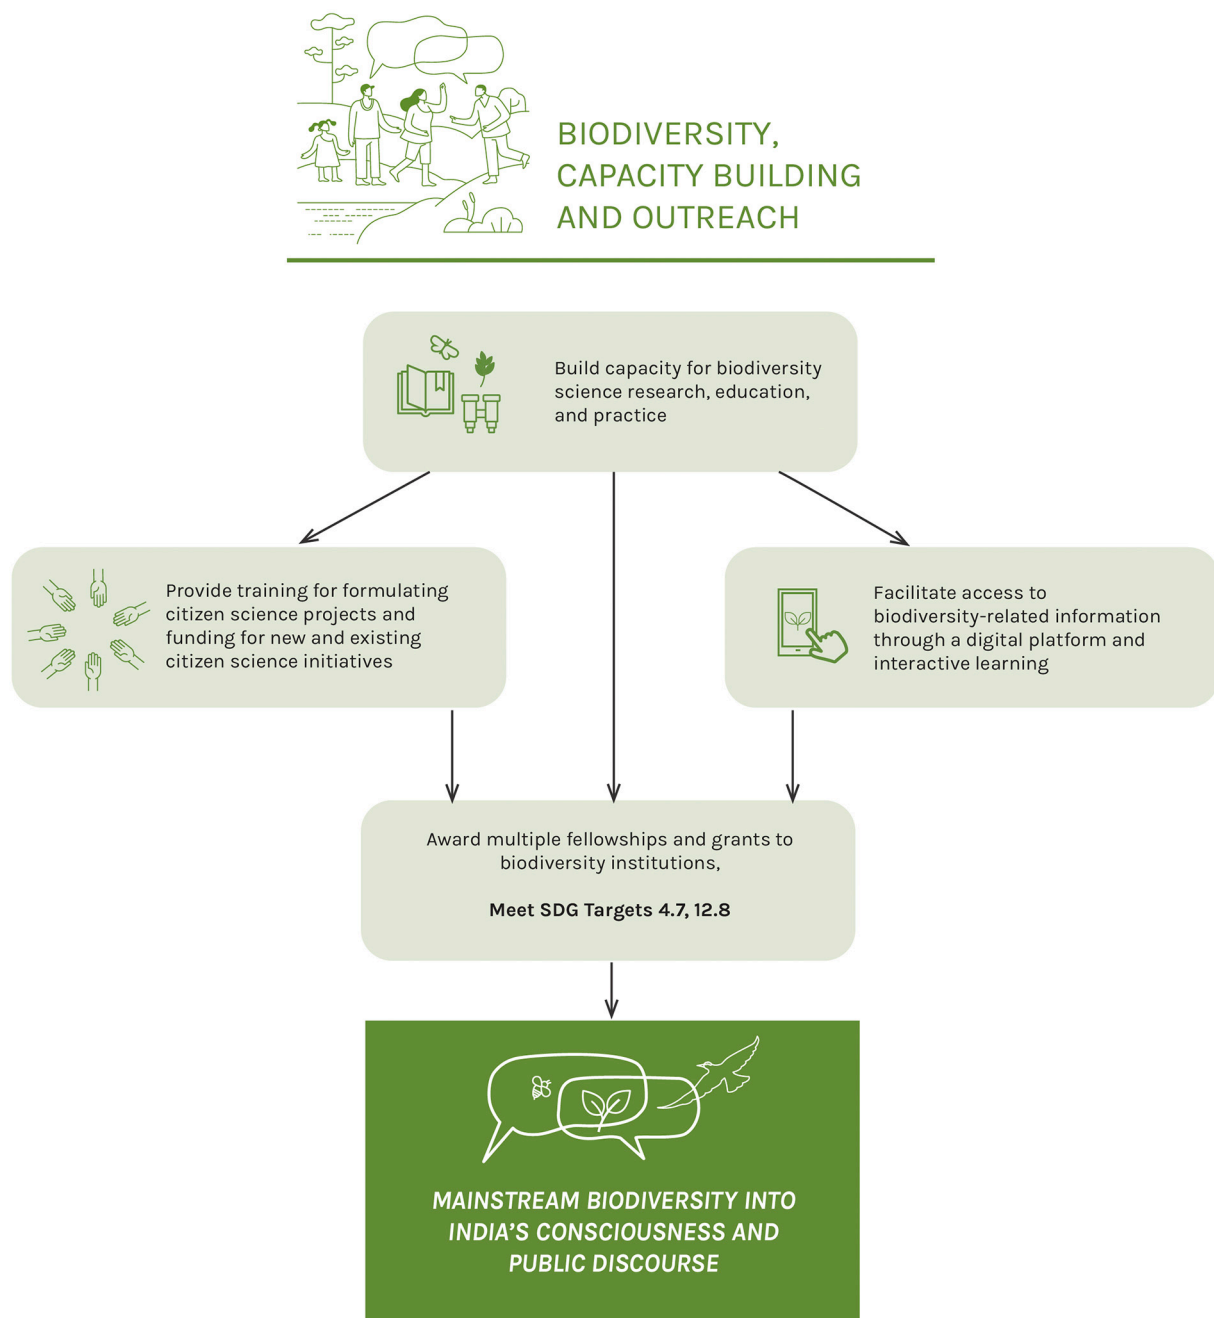 BIODIVERSITY,
CAPACITY BUILDING
AND OUTREACH
Build capacity for biodiversity
science research, education,
and practice
Provide training for formulating
citizen science projects and
funding for new and existing
citizen science initiatives
Facilitate access to
biodiversity-related information
through a digital platform and
interactive learning
Award multiple fellowships and grants to
biodiversity institutions,
Meet SDG Targets 4.7, 12.8
MAINSTREAM BIODIVERSITY INTO
INDIA’S CONSCIOUSNESS AND
PUBLIC DISCOURSE